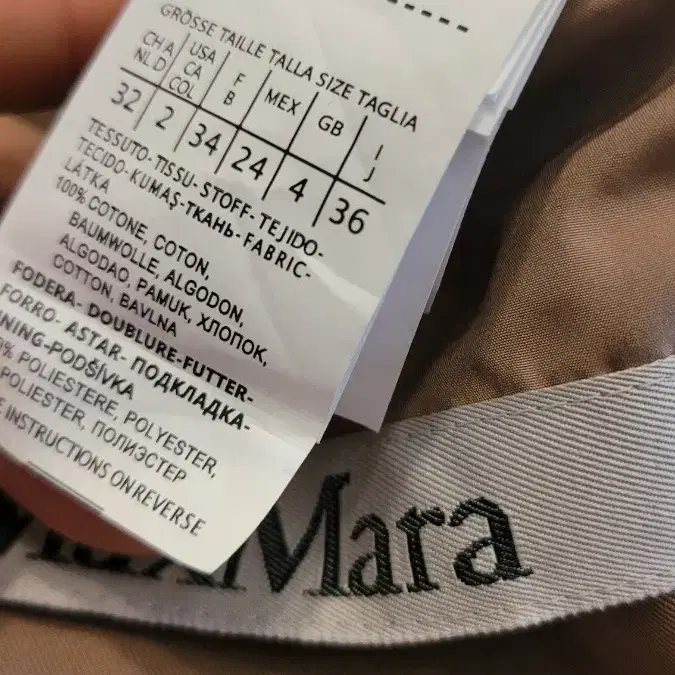 GRÖSSE TAILLE TALLA SIZE TAGLIA
CH A NL D | USA CA COL | F B | MEX | GB | I J
32 | 2 | 34 | 24 | 4 | 36
TESSUTO-TISSU-STOFF-TEJIDO-
TECIDO-KUMAŞ-ТКАНЬ-FABRIC-
LÁTKA
100% COTONE, COTON,
BAUMWOLLE, ALGODON,
ALGODAO, PAMUK, ХЛОПОК,
COTTON, BAVLNA
FODERA-DOUBLURE-FUTTER-
FORRO-ASTAR-ПОДКЛАДКА-
NING-PODŠÍVKA
% POLIESTERE, POLYESTER,
POLIESTER, ПОЛИЭСТЕР
INSTRUCTIONS ON REVERSE
Mara